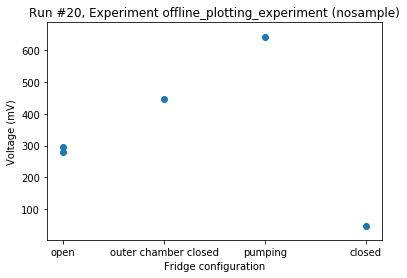 Run #20, Experiment offline_plotting_experiment (nosample)
600
500
400
300
200
100
Voltage (mV)
open outer chamber closed pumping closed
Fridge configuration